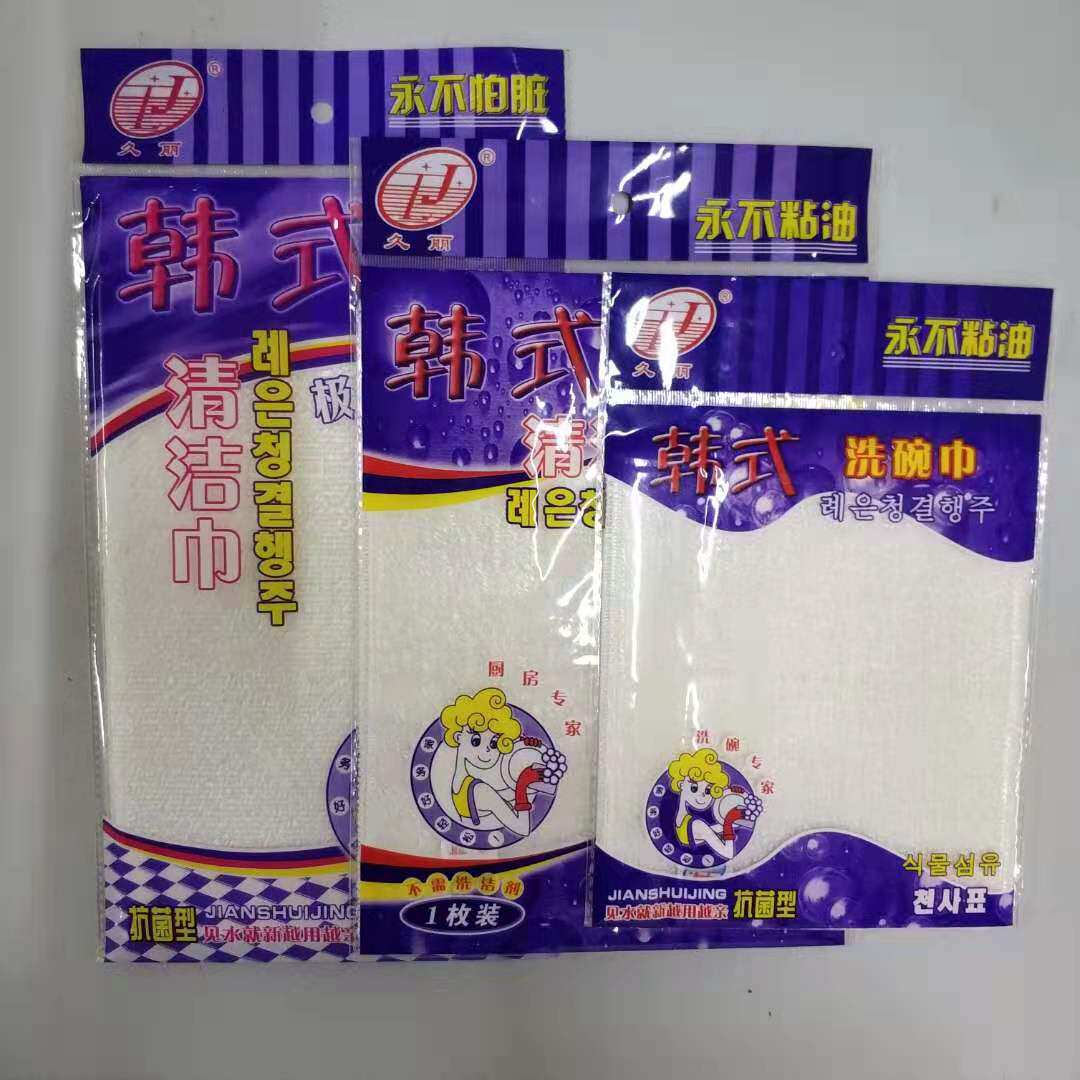 久丽
®
永不怕脏
韩式
清洁巾
레은청결행주
极
抗菌型
JIANSHUIJING
见水就新越用越亲
久丽
®
永不粘油
韩式
清
레은청
厨房专家
不需洗洁剂
1枚装
久丽
®
永不粘油
韩式
洗碗巾
레은청결행주
洗碗专家
식물섬유
천사표
JIANSHUIJING
见水就新越用越亲
抗菌型